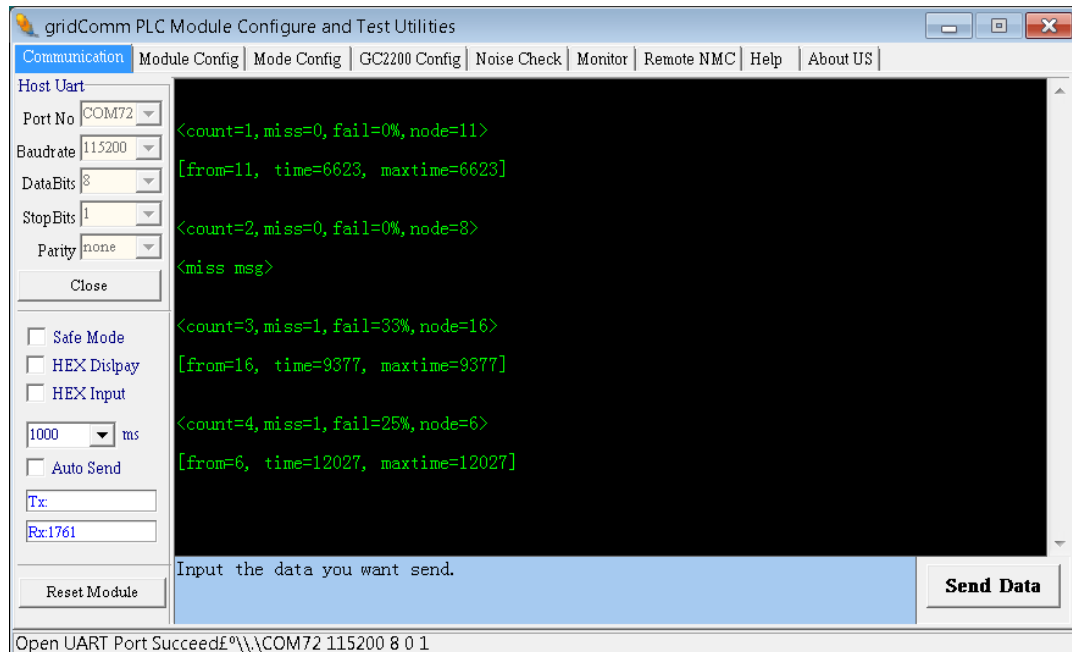 gridComm PLC Module Configure and Test Utilities
Communication Module Config Mode Config GC2200 Config Noise Check Monitor Remote NMC Help About US
Host Uart
Port No COM72
Baudrate 115200
DataBits 8
StopBits 1
Parity none
Close
Safe Mode
HEX Dislpay
HEX Input
1000 ms
Auto Send
Tx:
Rx:1761
Reset Module
<count=1,miss=0,fail=0%,node=11>
[from=11, time=6623, maxtime=6623]
<count=2,miss=0,fail=0%,node=8>
<miss msg>
<count=3,miss=1,fail=33%,node=16>
[from=16, time=9377, maxtime=9377]
<count=4,miss=1,fail=25%,node=6>
[from=6, time=12027, maxtime=12027]
Input the data you want send.
Send Data
Open UART Port Succeed£º\\.\COM72 115200 8 0 1